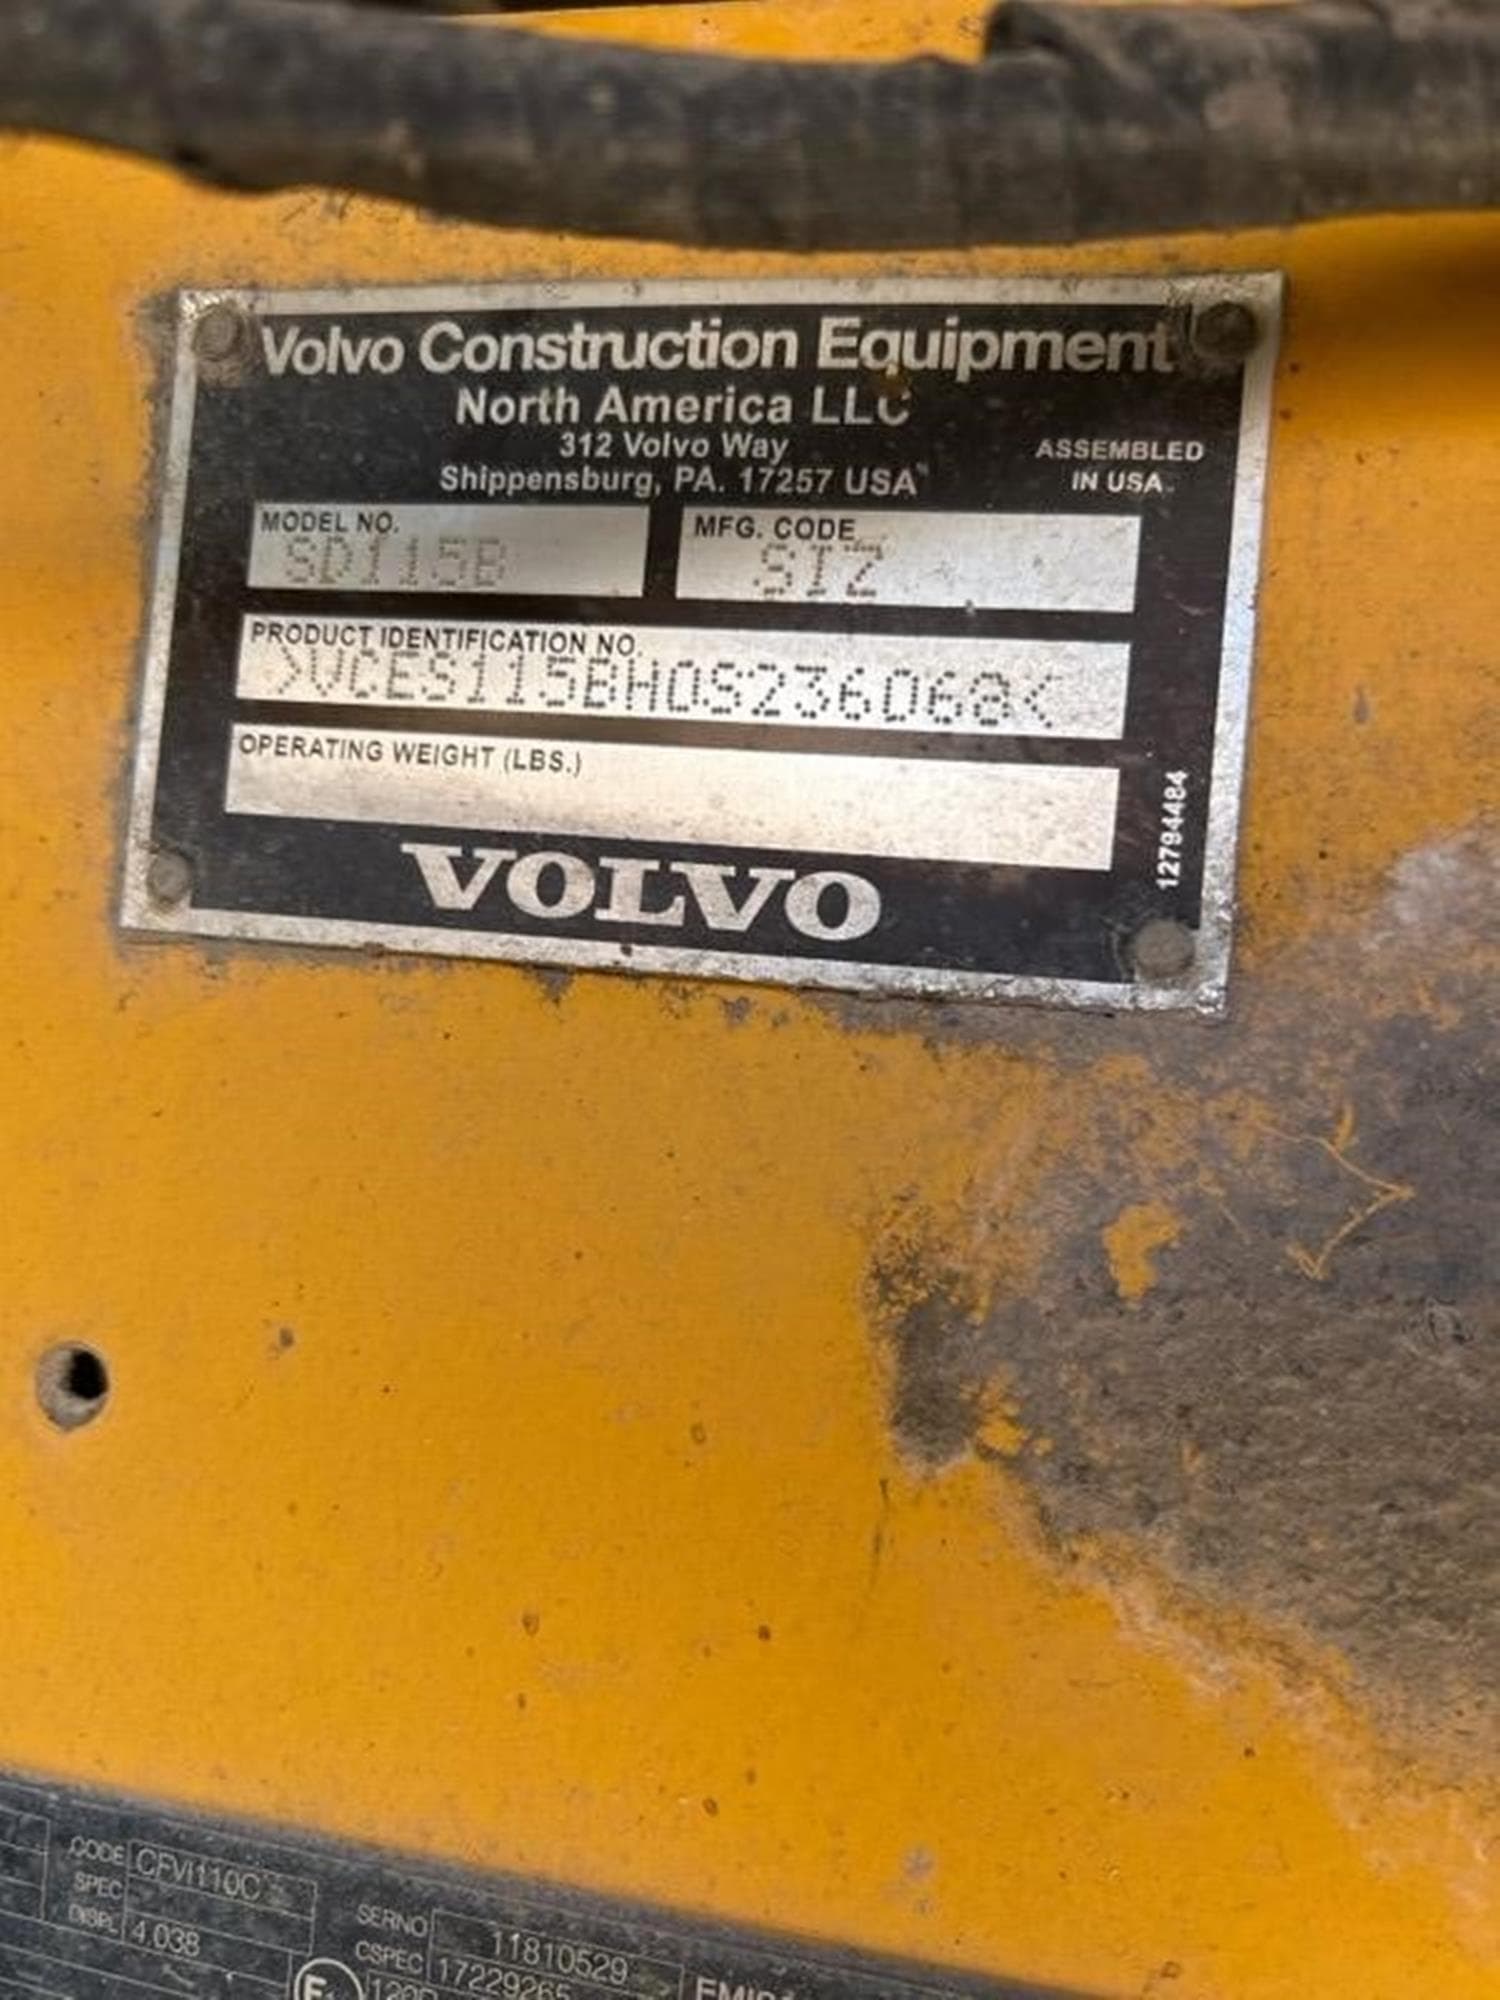 Volvo Construction Equipment
North America LLC
312 Volvo Way
Shippensburg, PA. 17257 USA
ASSEMBLED
IN USA
MODEL NO.
SD115B
MFG. CODE
SIZ
PRODUCT IDENTIFICATION NO.
>VCES115BH0S236068<
OPERATING WEIGHT (LBS.)
12794484
VOLVO
CODE
SPEC
DISPL 4.038
SERNO 11810529
CSPEC 17229265